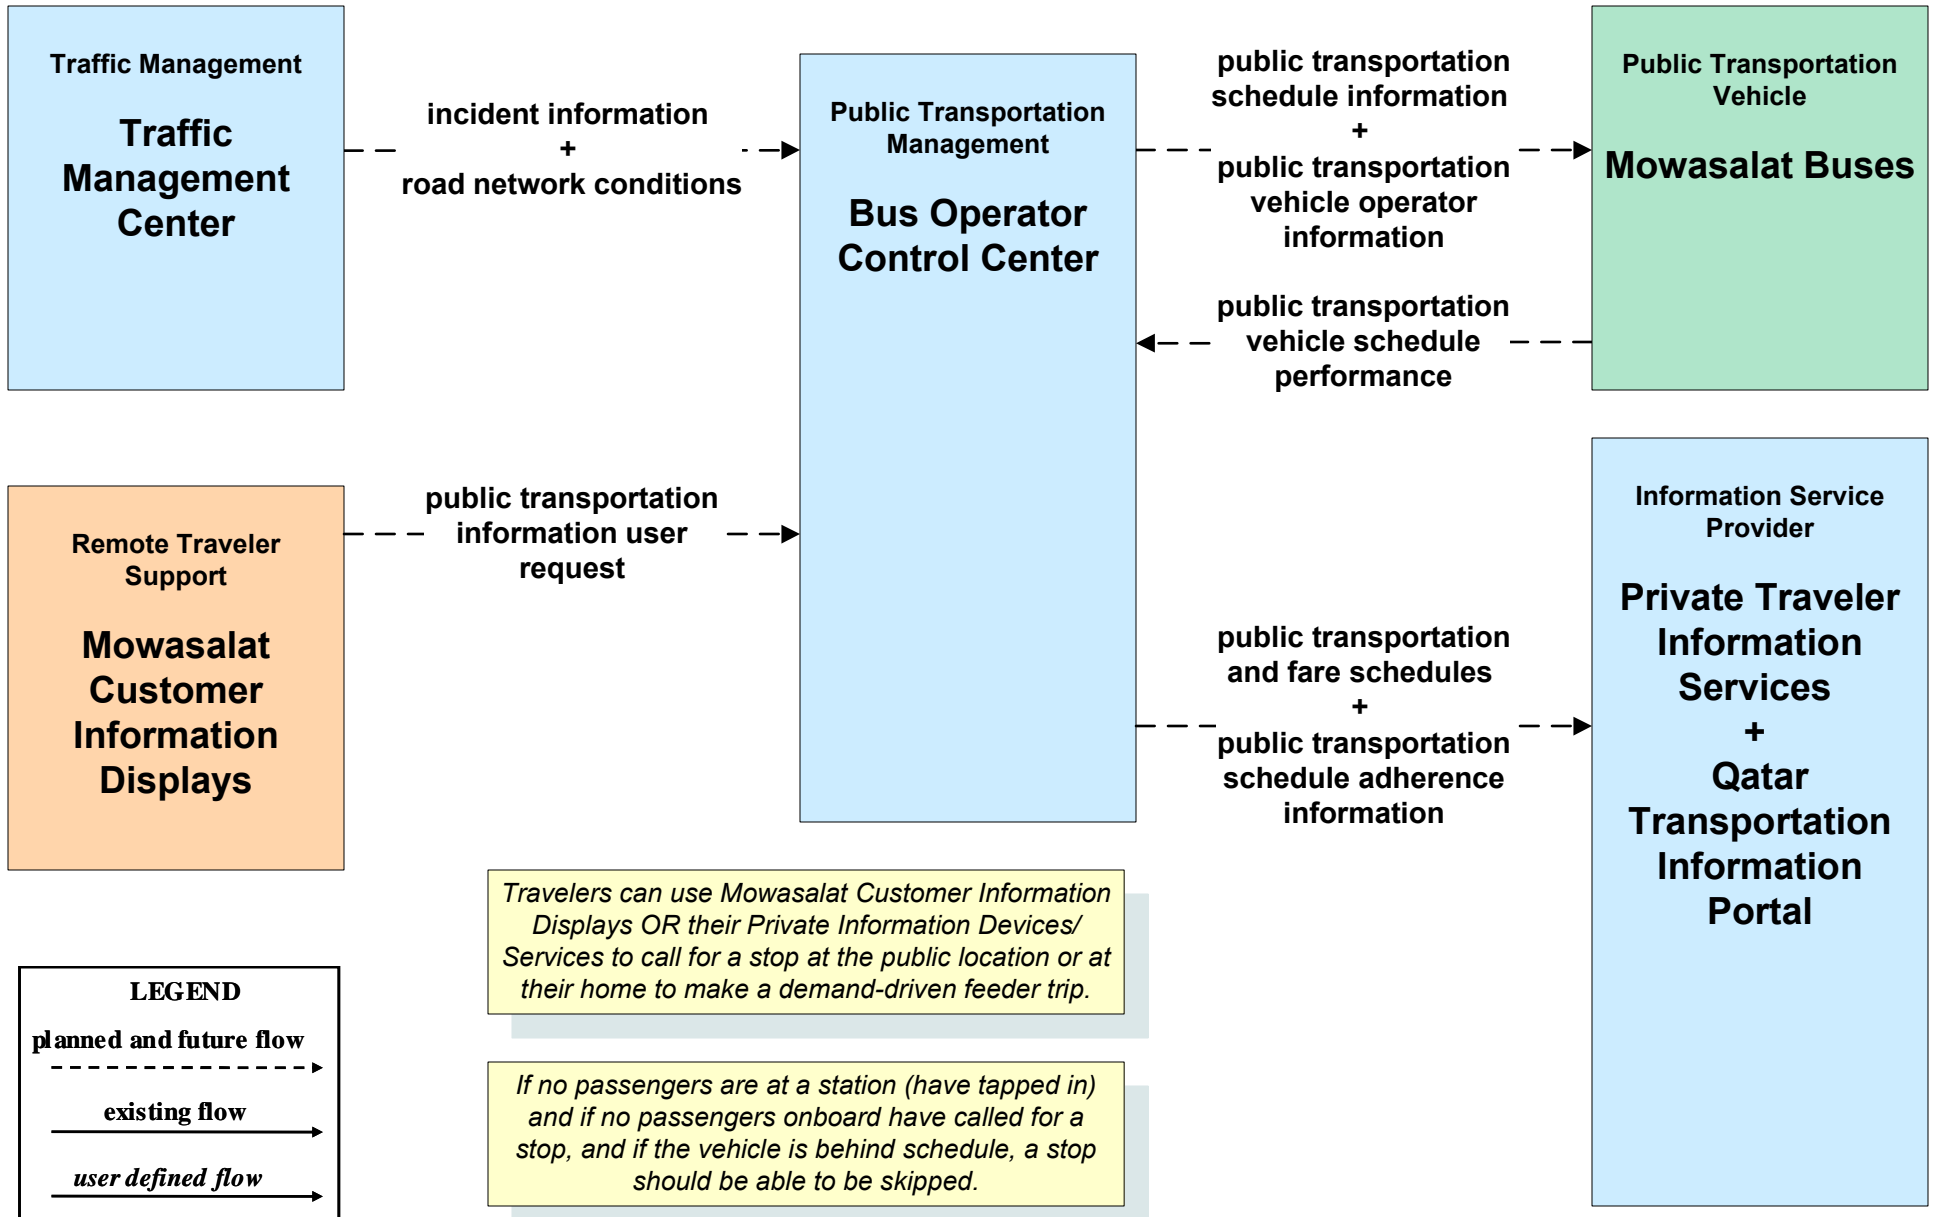 Traffic Management
Traffic
Management
Center
incident information
+
road network conditions
Public Transportation
Management
Bus Operator
Control Center
public transportation
schedule information
+
public transportation
vehicle operator
information
Public Transportation
Vehicle
Mowasalat Buses
public transportation
vehicle schedule
performance
Remote Traveler
Support
Mowasalat
Customer
Information
Displays
public transportation
information user
request
public transportation
and fare schedules
+
public transportation
schedule adherence
information
Information Service
Provider
Private Traveler
Information
Services
+
Qatar
Transportation
Information
Portal
Travelers can use Mowasalat Customer Information
Displays OR their Private Information Devices/
Services to call for a stop at the public location or at
their home to make a demand-driven feeder trip.
If no passengers are at a station (have tapped in)
and if no passengers onboard have called for a
stop, and if the vehicle is behind schedule, a stop
should be able to be skipped.
LEGEND
planned and future flow
existing flow
user defined flow